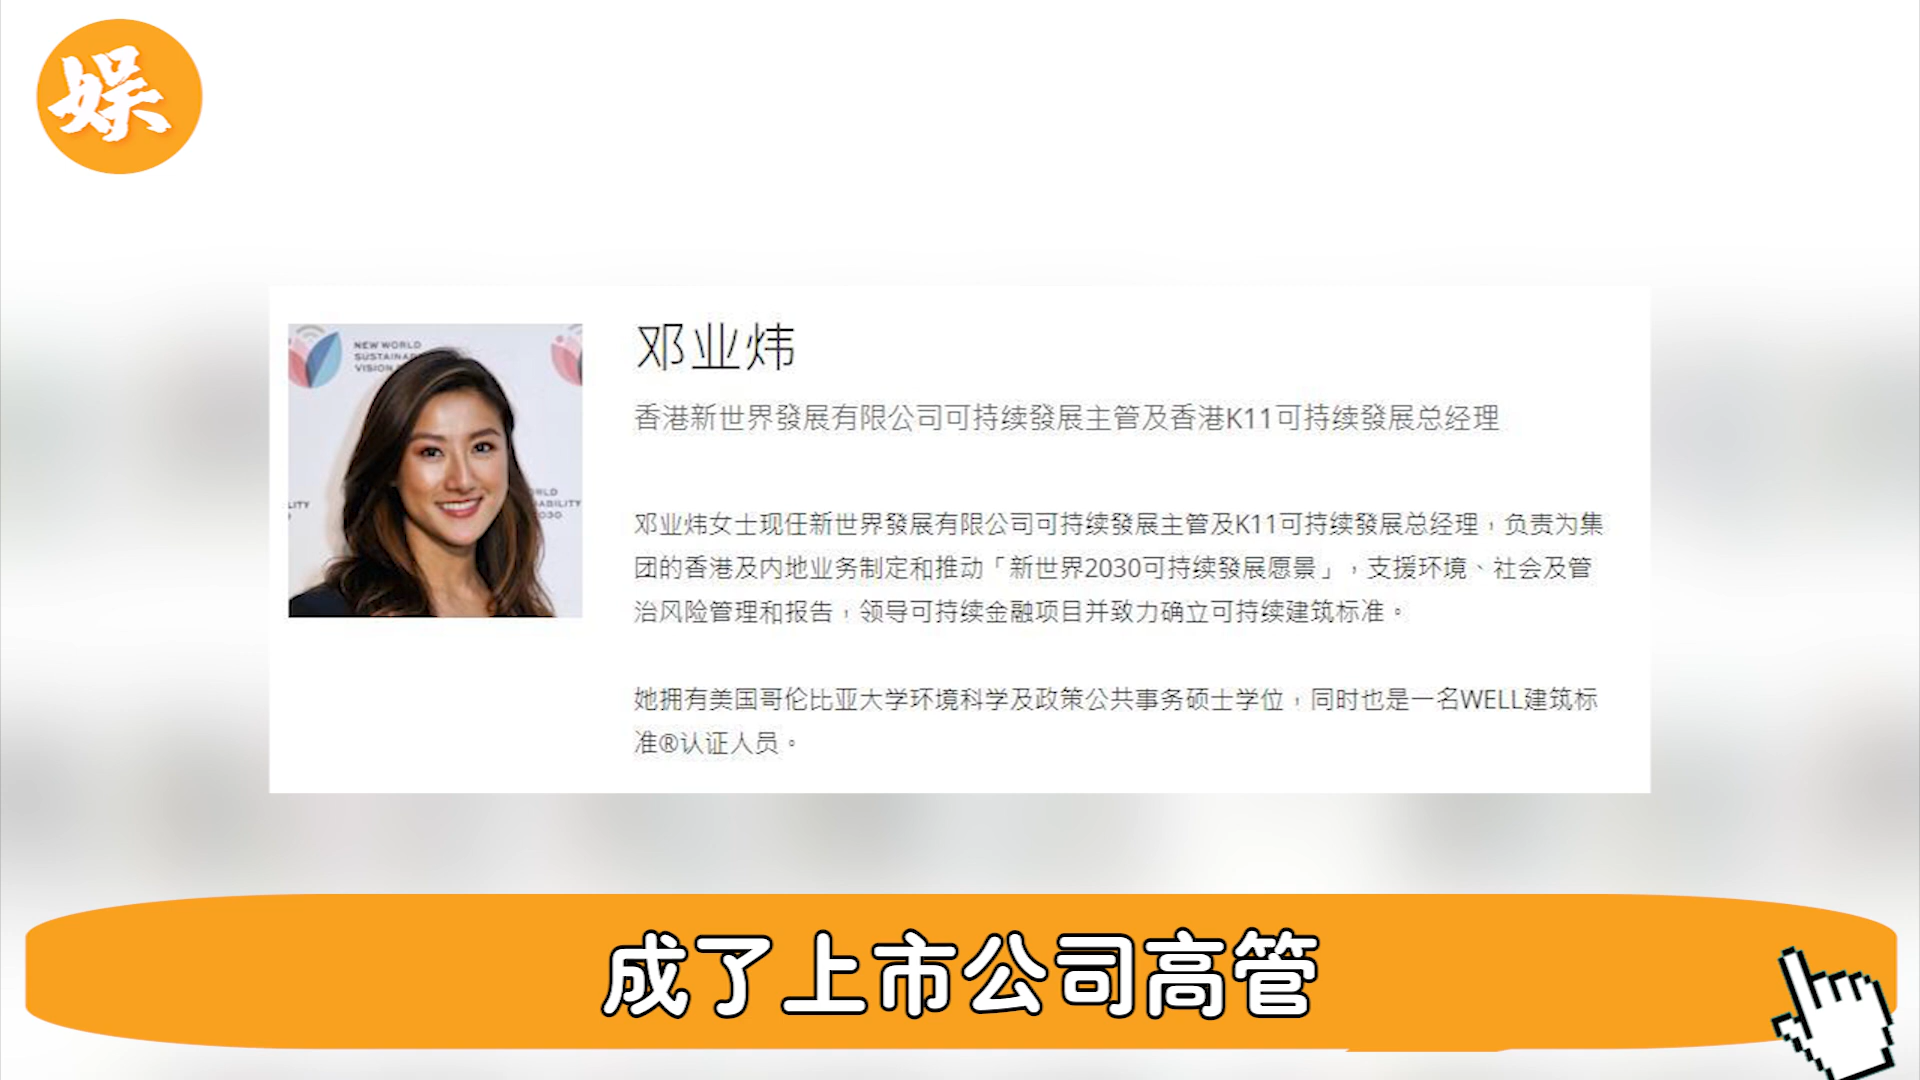 娱
邓业炜
香港新世界發展有限公司可持续發展主管及香港K11可持续發展总经理
NEW WORLD
SUSTAINAB
VISION
邓业炜女士现任新世界發展有限公司可持续發展主管及K11可持续發展总经理，负责为集
团的香港及内地业务制定和推动「新世界2030可持续發展愿景」，支援环境、社会及管
治风险管理和报告，领导可持续金融项目并致力确立可持续建筑标准。
LITY
RLD
ABILITY
030
她拥有美国哥伦比亚大学环境科学及政策公共事务硕士学位，同时也是一名WELL建筑标
准®认证人员。
成了上市公司高管